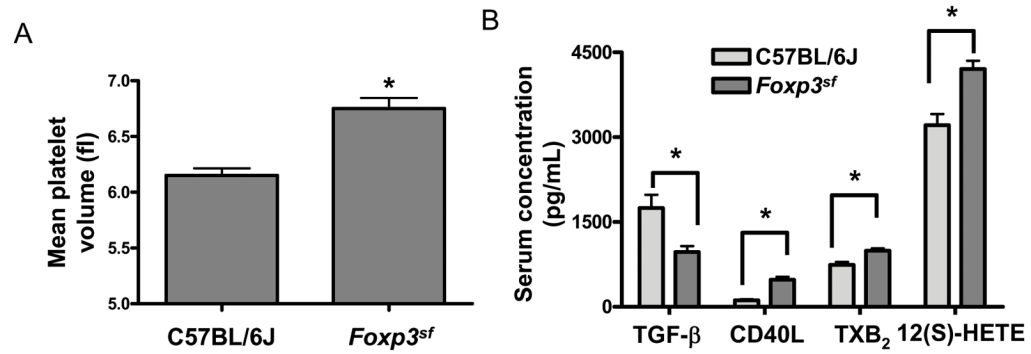 A
Mean platelet
volume (fl)
7.0
6.5
6.0
5.5
5.0
*
C57BL/6J
Foxp3sf
B
Serum concentration
(pg/mL)
4500
3000
1500
0
C57BL/6J
Foxp3sf
*
*
*
*
TGF-β
CD40L
TXB₂
12(S)-HETE